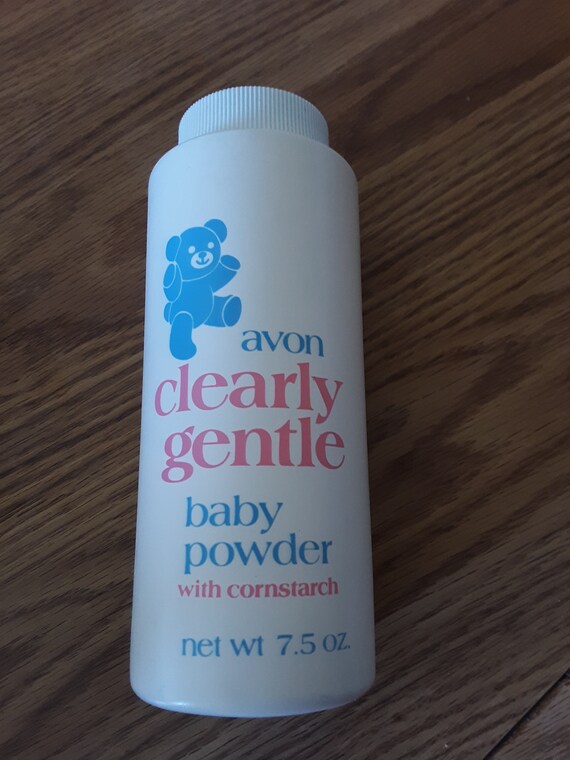 avon
clearly
gentle
baby
powder
with cornstarch
net wt 7.5 oz.